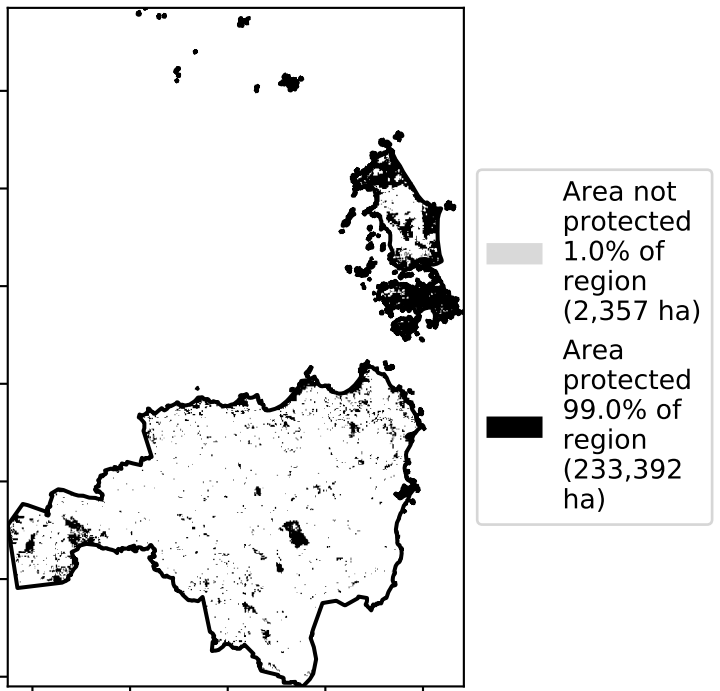 Area not
protected
1.0% of
region
(2,357 ha)
Area
protected
99.0% of
region
(233,392
ha)